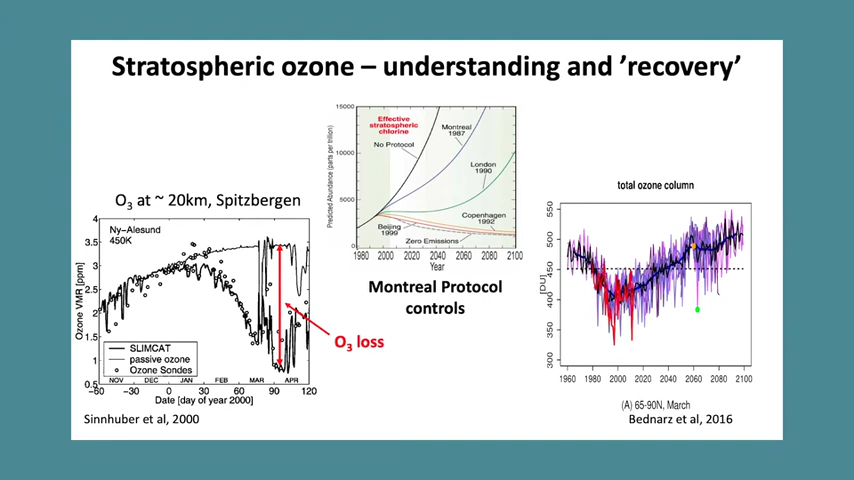 Stratospheric ozone – understanding and ’recovery’
O3 at ~ 20km, Spitzbergen
4
3.5
3
2.5
2
1.5
1
0.5
Ozone VMR [ppm]
Ny-Alesund
450K
SLIMCAT
passive ozone
Ozone Sondes
NOV DEC JAN FEB MAR APR
-60 -30 0 30 60 90 120
Date [day of year 2000]
Sinnhuber et al, 2000
O3 loss
15000
10000
5000
0
Predicted Abundance (parts per trillion)
Effective
stratospheric
chlorine
No Protocol
Montreal
1987
London
1990
Copenhagen
1992
Beijing
1999
Zero Emissions
1980 2000 2020 2040 2060 2080 2100
Year
Montreal Protocol
controls
total ozone column
550
500
450
400
350
300
[DU]
1960 1980 2000 2020 2040 2060 2080 2100
(A) 65-90N, March
Bednarz et al, 2016